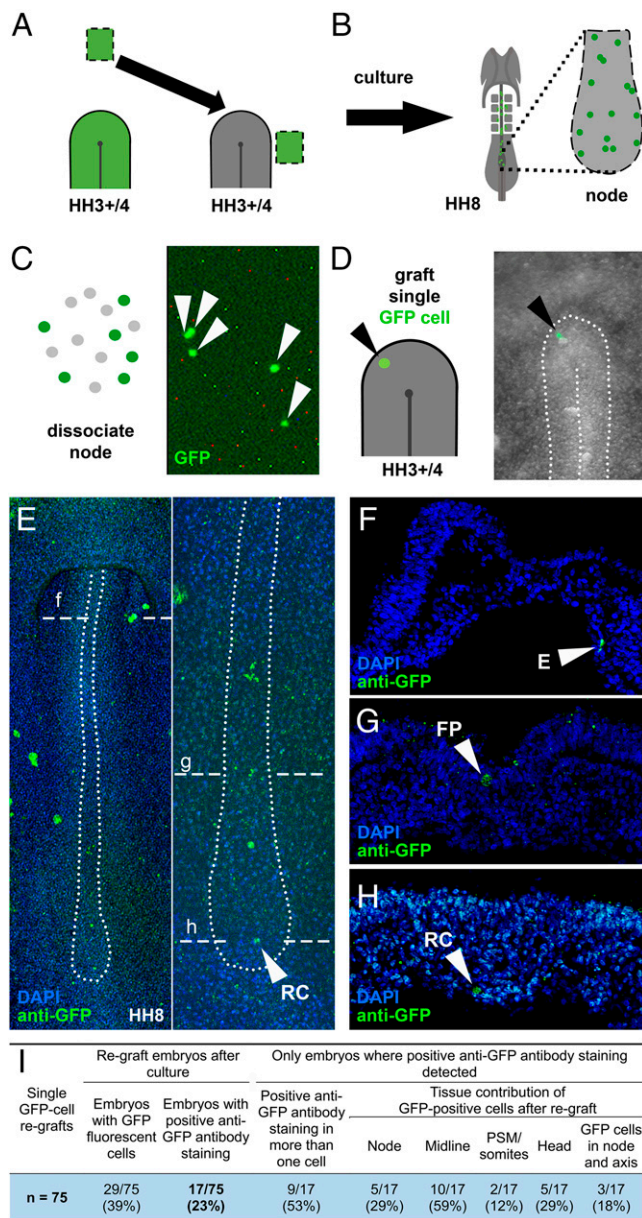 A
HH3+/4
HH3+/4
culture
B
HH8
node
C
dissociate
node
GFP
D
graft
single
GFP cell
HH3+/4
E
f
DAPI
anti-GFP
HH8
g
h
RC
F
DAPI
anti-GFP
E
G
FP
DAPI
anti-GFP
H
RC
DAPI
anti-GFP
I
Single
GFP-cell
re-grafts
Re-graft embryos after
culture
Only embryos where positive anti-GFP antibody staining
detected
Embryos
with GFP
fluorescent
cells
Embryos with
positive anti-
GFP antibody
staining
Positive anti-
GFP antibody
staining in
more than
one cell
Tissue contribution of
GFP-positive cells after re-graft
Node
Midline
PSM/
somites
Head
GFP cells
in node
and axis
n = 75
29/75
(39%)
17/75
(23%)
9/17
(53%)
5/17
(29%)
10/17
(59%)
2/17
(12%)
5/17
(29%)
3/17
(18%)